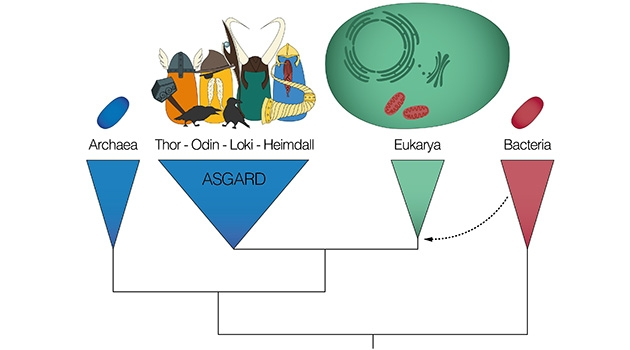 Archaea
Thor - Odin - Loki - Heimdall
Eukarya
Bacteria
ASGARD